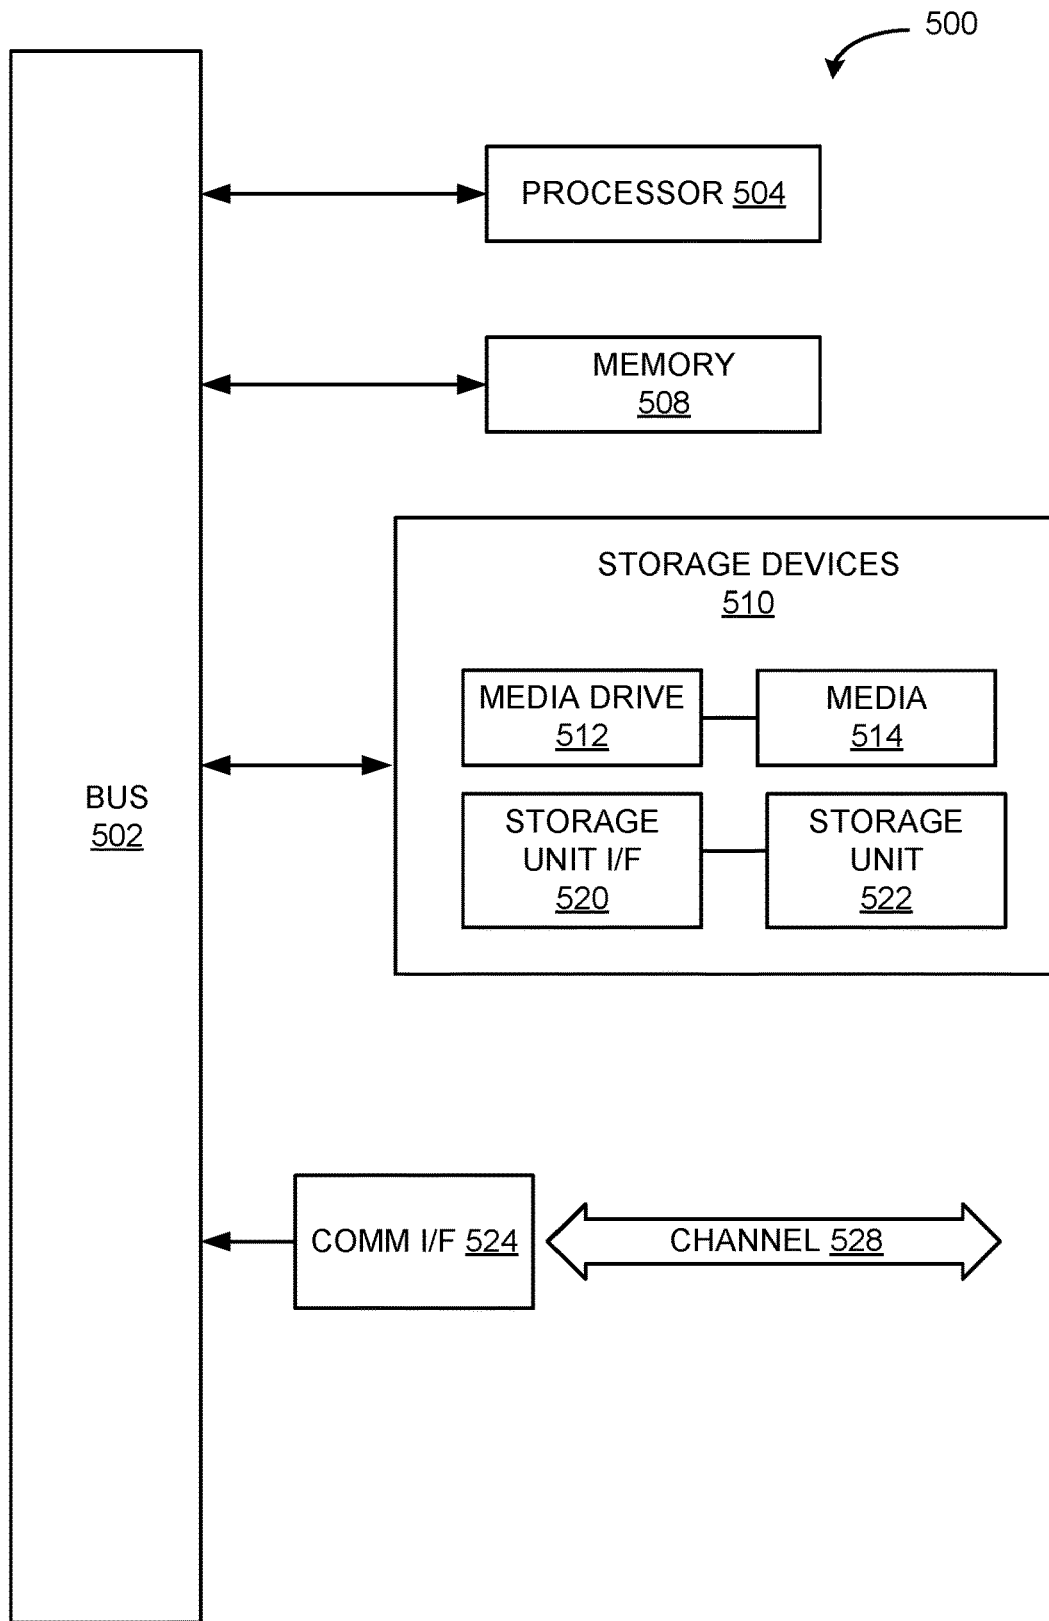 500
PROCESSOR 504
MEMORY
508
STORAGE DEVICES
510
MEDIA DRIVE
512
MEDIA
514
BUS
502
STORAGE
UNIT I/F
520
STORAGE
UNIT
522
COMM I/F 524
CHANNEL 528